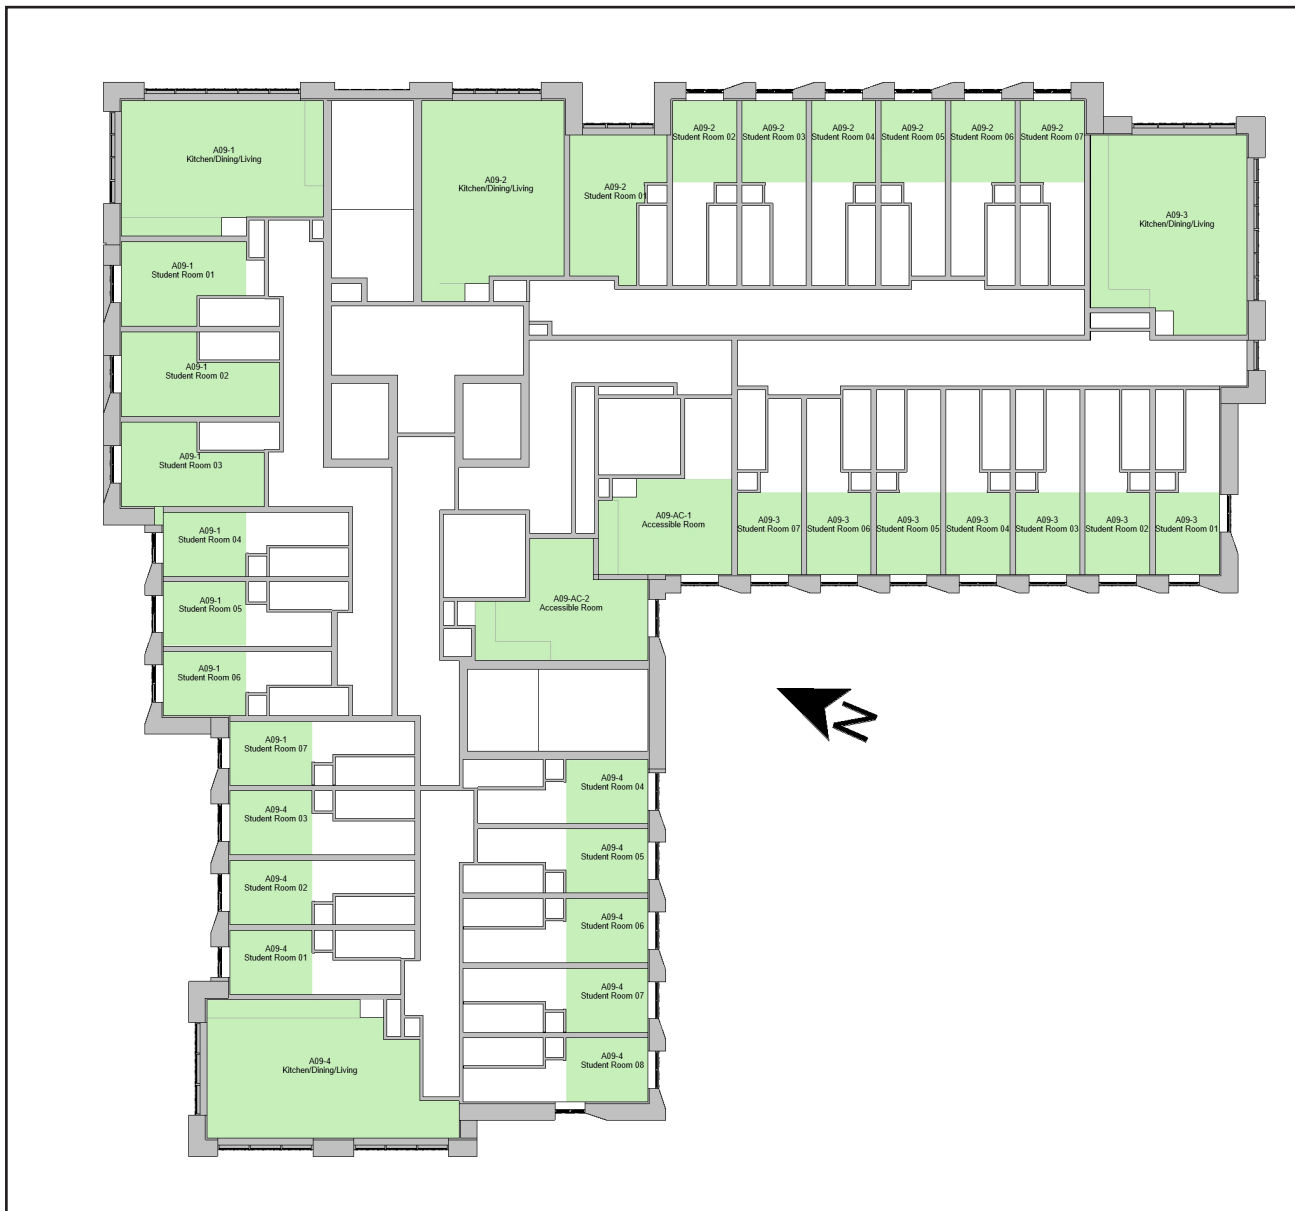 A09-1
Kitchen/Dining/Living
A09-2
Kitchen/Dining/Living
A09-2
Student Room 01
A09-2
Student Room 02
A09-2
Student Room 03
A09-2
Student Room 04
A09-2
Student Room 05
A09-2
Student Room 06
A09-2
Student Room 07
A09-3
Kitchen/Dining/Living
A09-1
Student Room 01
A09-1
Student Room 02
A09-1
Student Room 03
A09-1
Student Room 04
A09-1
Student Room 05
A09-1
Student Room 06
A09-AC-1
Accessible Room
A09-3
Student Room 07
A09-3
Student Room 06
A09-3
Student Room 05
A09-3
Student Room 04
A09-3
Student Room 03
A09-3
Student Room 02
A09-3
Student Room 01
A09-AC-2
Accessible Room
N
A09-1
Student Room 07
A09-4
Student Room 03
A09-4
Student Room 02
A09-4
Student Room 01
A09-4
Student Room 04
A09-4
Student Room 05
A09-4
Student Room 06
A09-4
Student Room 07
A09-4
Student Room 08
A09-4
Kitchen/Dining/Living